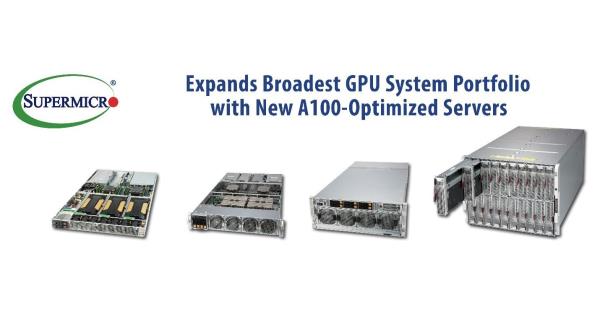 SUPERMICR
®
Expands Broadest GPU System Portfolio
with New A100-Optimized Servers